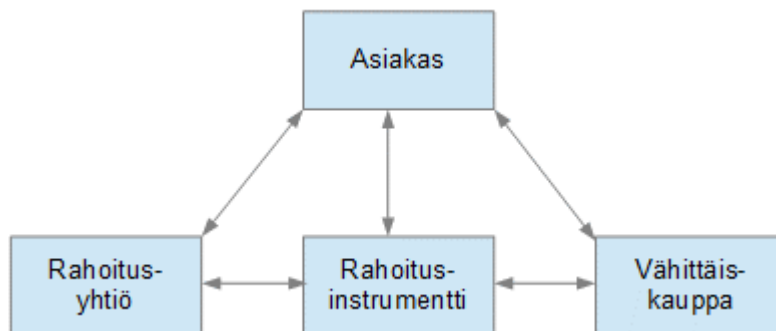 Asiakas
Rahoitus-
yhtiö
Rahoitus-
instrumentti
Vähittäis-
kauppa